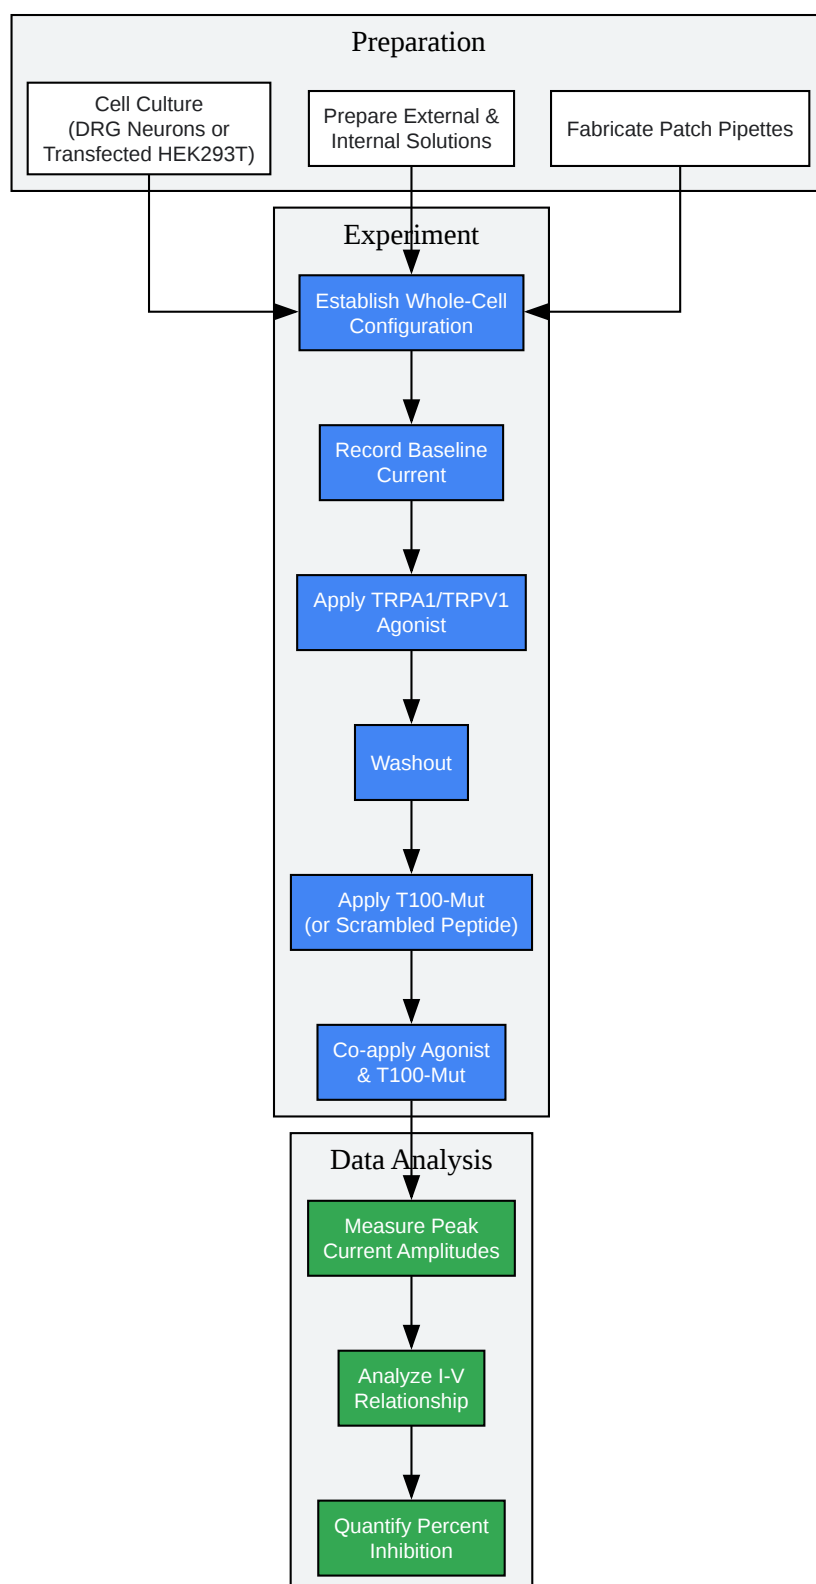 Preparation
Cell Culture
(DRG Neurons or
Transfected HEK293T)
Prepare External &
Internal Solutions
Fabricate Patch Pipettes
Experiment
Establish Whole-Cell
Configuration
Record Baseline
Current
Apply TRPA1/TRPV1
Agonist
Washout
Apply T100-Mut
(or Scrambled Peptide)
Co-apply Agonist
& T100-Mut
Data Analysis
Measure Peak
Current Amplitudes
Analyze I-V
Relationship
Quantify Percent
Inhibition